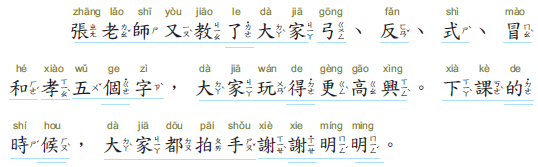 zhāng lǎo shī yòu jiāo le dà jiā gōng fǎn shì mào
張老師又教了大家弓、反、式、冒
hé xiào wǔ ge zì dà jiā wán de gèng gāo xìng xià kè de
和孝五個字，大家玩得更高興。下課的
shí hou dà jiā dōu pāi shǒu xiè xie míng míng
時候，大家都拍手謝謝明明。